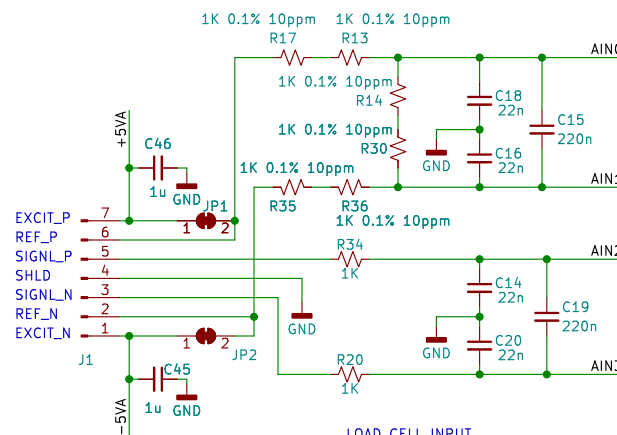 1K 0.1% 10ppm
1K 0.1% 10ppm
R17
R13
AIN0
1K 0.1% 10ppm
R14
C18
22n
C15
220n
+5VA
C46
1u
GND
1K 0.1% 10ppm
R30
GND
C16
22n
1K 0.1% 10ppm
AIN1
R35
R36
1K 0.1% 10ppm
JP1
1
2
EXCIT_P
7
REF_P
6
SIGNL_P
5
SHLD
4
SIGNL_N
3
REF_N
2
EXCIT_N
1
J1
R34
1K
AIN2
GND
C14
22n
C19
220n
GND
C20
22n
1
2
JP2
C45
1u
GND
-5VA
R20
1K
AIN3
LOAD CELL INPUT